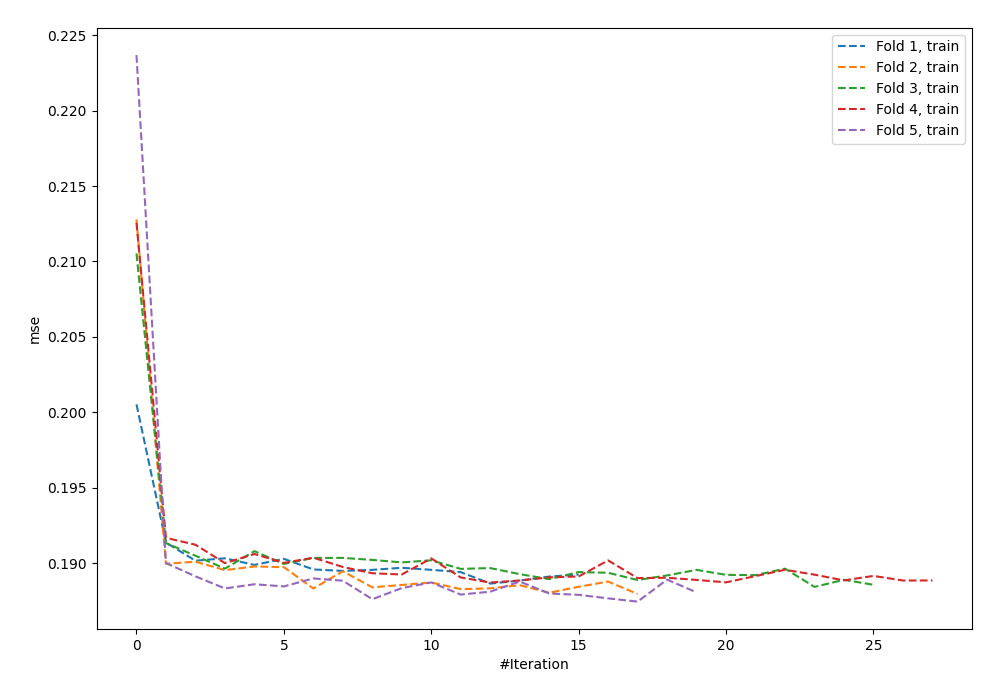 0.225
0.220
0.215
0.210
0.205
0.200
0.195
0.190
mse
0
5
10
15
20
25
#Iteration
Fold 1, train
Fold 2, train
Fold 3, train
Fold 4, train
Fold 5, train